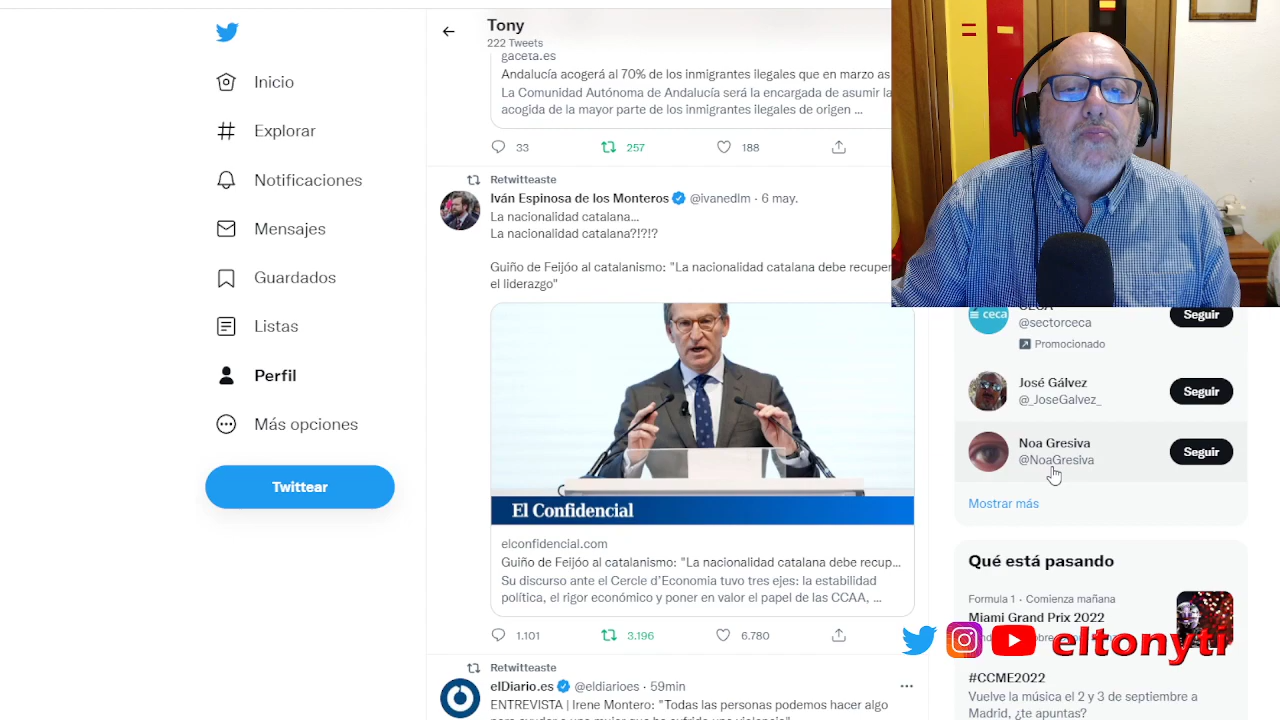 Inicio
Explorar
Notificaciones
Mensajes
Guardados
Listas
Perfil
Más opciones
Twittear
Tony
222 Tweets
gaceta.es
Andalucía acogerá al 70% de los inmigrantes ilegales que en marzo as
La Comunidad Autónoma de Andalucía será la encargada de asumir la
acogida de la mayor parte de los inmigrantes ilegales de origen ...
33 257 188
Retwitteaste
Iván Espinosa de los Monteros @ivanedlm · 6 may.
La nacionalidad catalana...
La nacionalidad catalana?!?!?
Guiño de Feijóo al catalanismo: "La nacionalidad catalana debe recuper
el liderazgo"
El Confidencial
elconfidencial.com
Guiño de Feijóo al catalanismo: "La nacionalidad catalana debe recup...
Su discurso ante el Cercle d'Economia tuvo tres ejes: la estabilidad
política, el rigor económico y poner en valor el papel de las CCAA, ...
1.101 3.196 6.780
Retwitteaste
elDiario.es @eldiarioes · 59min
ENTREVISTA | Irene Montero: "Todas las personas podemos hacer algo
ceca
CECA
@sectorceca
Seguir
Promocionado
José Gálvez
@_JoseGalvez_
Seguir
Noa Gresiva
@NoaGresiva
Seguir
Mostrar más
Qué está pasando
Formula 1 · Comienza mañana
Miami Grand Prix 2022
eltonyti
#CCME2022
Vuelve la música el 2 y 3 de septiembre a
Madrid, ¿te apuntas?